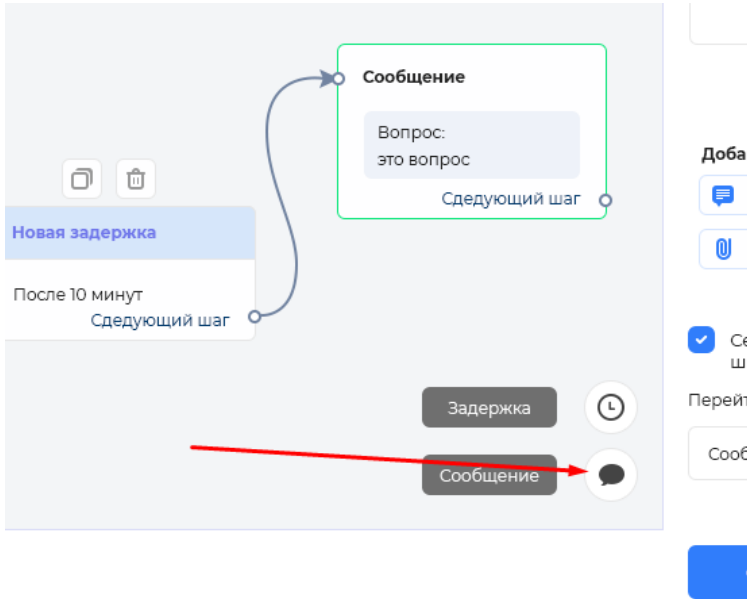 Сообщение
Вопрос:
это вопрос
Сдедующий шаг
Новая задержка
После 10 минут
Сдедующий шаг
Задержка
Сообщение